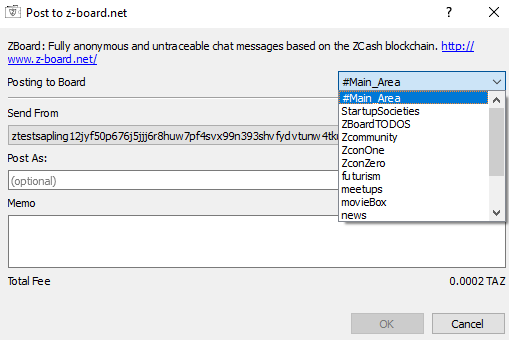 Post to z-board.net
ZBoard: Fully anonymous and untraceable chat messages based on the ZCash blockchain. http://
www.z-board.net/
Posting to Board
#Main_Area
#Main_Area
StartupSocieties
ZBoardTODOS
Zcommunity
ZconOne
ZconZero
futurism
meetups
movieBox
news
Send From
ztestsapling12jyf50p676j5jjj6r8huw7pf4svx99n393shvfydvtunw4tk
Post As:
(optional)
Memo
Total Fee
0.0002 TAZ
OK
Cancel